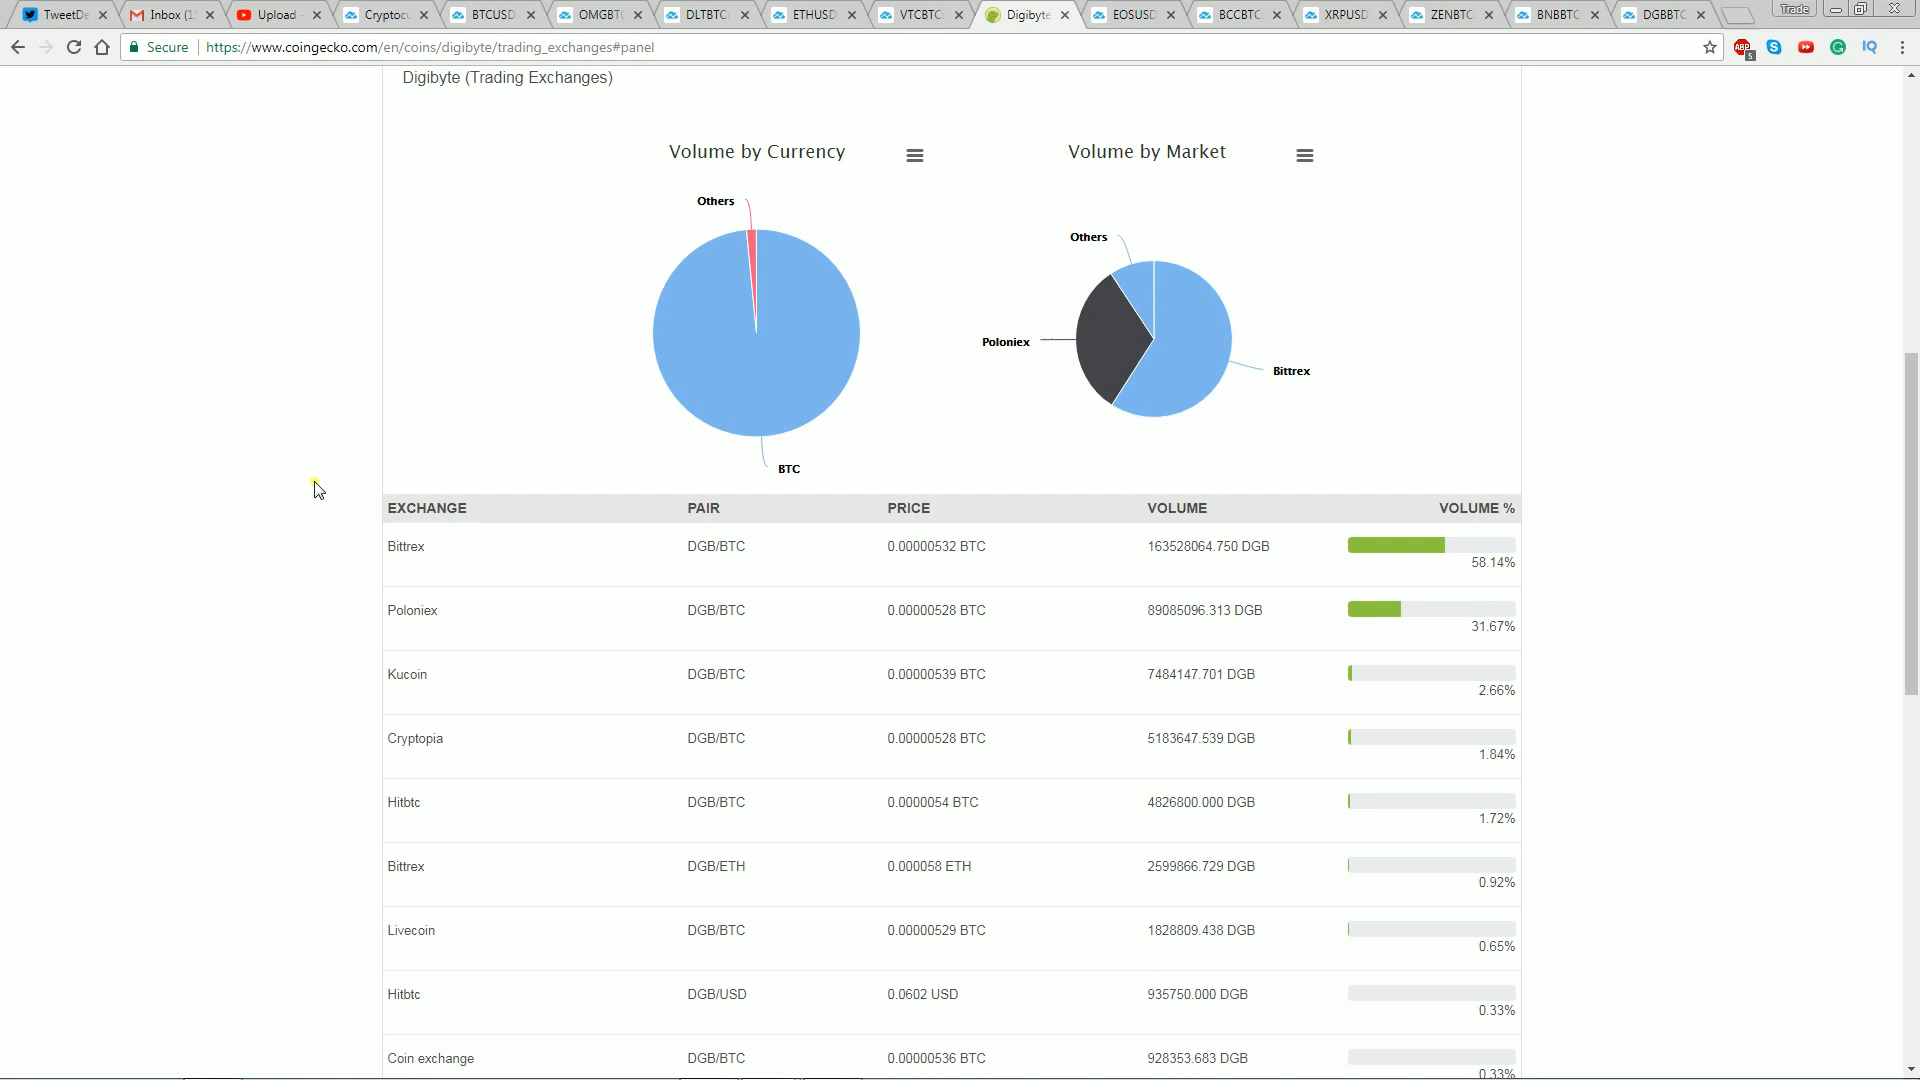 TweetDe
Inbox (1
Upload
Cryptocu
BTCUSD
OMGBTC
DLTBTC
ETHUSD
VTCBTC
Digibyte
EOSUSD
BCCBTC
XRPUSD
ZENBTC
BNBBTC
DGBBTC
Trade
Secure
https://www.coingecko.com/en/coins/digibyte/trading_exchanges#panel
ABP
5
IQ
Digibyte (Trading Exchanges)
Volume by Currency
Volume by Market
Others
BTC
Others
Poloniex
Bittrex
EXCHANGE PAIR PRICE VOLUME VOLUME %
Bittrex DGB/BTC 0.00000532 BTC 163528064.750 DGB
58.14%
Poloniex DGB/BTC 0.00000528 BTC 89085096.313 DGB
31.67%
Kucoin DGB/BTC 0.00000539 BTC 7484147.701 DGB
2.66%
Cryptopia DGB/BTC 0.00000528 BTC 5183647.539 DGB
1.84%
Hitbtc DGB/BTC 0.0000054 BTC 4826800.000 DGB
1.72%
Bittrex DGB/ETH 0.000058 ETH 2599866.729 DGB
0.92%
Livecoin DGB/BTC 0.00000529 BTC 1828809.438 DGB
0.65%
Hitbtc DGB/USD 0.0602 USD 935750.000 DGB
0.33%
Coin exchange DGB/BTC 0.00000536 BTC 928353.683 DGB
0.33%